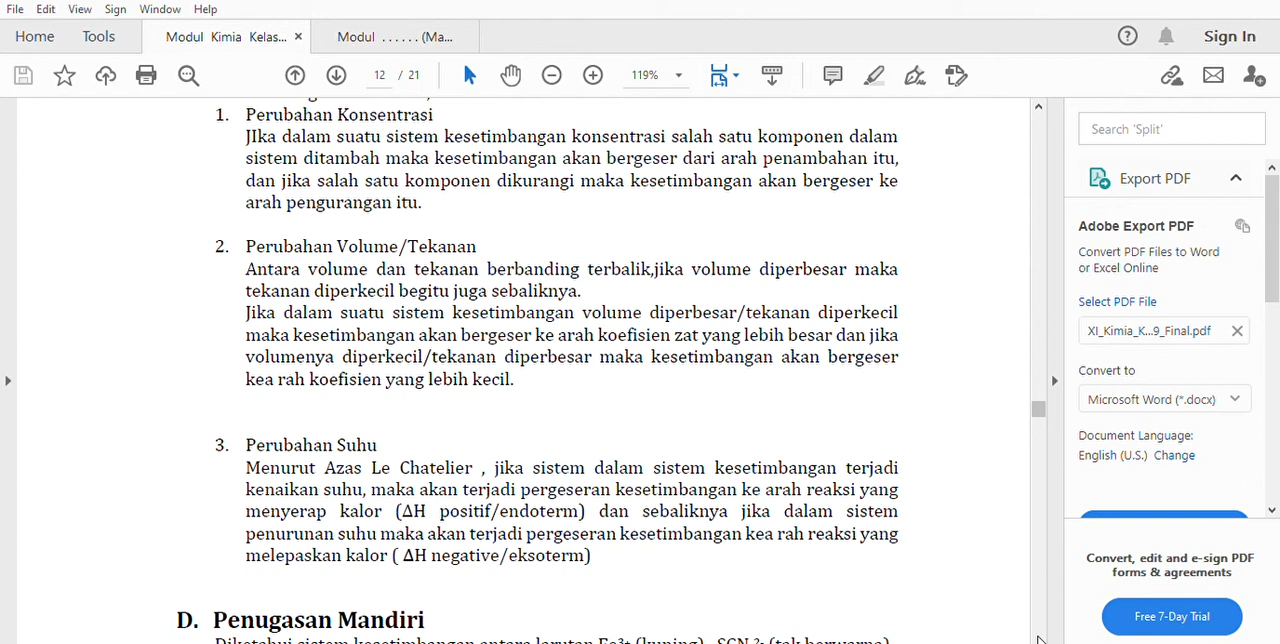 File Edit View Sign Window Help
Home Tools Modul Kimia Kelas... × Modul ...... (Ma... Sign In
12 / 21 119%
1. Perubahan Konsentrasi
JIka dalam suatu sistem kesetimbangan konsentrasi salah satu komponen dalam
sistem ditambah maka kesetimbangan akan bergeser dari arah penambahan itu,
dan jika salah satu komponen dikurangi maka kesetimbangan akan bergeser ke
arah pengurangan itu.
2. Perubahan Volume/Tekanan
Antara volume dan tekanan berbanding terbalik,jika volume diperbesar maka
tekanan diperkecil begitu juga sebaliknya.
Jika dalam suatu sistem kesetimbangan volume diperbesar/tekanan diperkecil
maka kesetimbangan akan bergeser ke arah koefisien zat yang lebih besar dan jika
volumenya diperkecil/tekanan diperbesar maka kesetimbangan akan bergeser
kea rah koefisien yang lebih kecil.
3. Perubahan Suhu
Menurut Azas Le Chatelier , jika sistem dalam sistem kesetimbangan terjadi
kenaikan suhu, maka akan terjadi pergeseran kesetimbangan ke arah reaksi yang
menyerap kalor (ΔH positif/endoterm) dan sebaliknya jika dalam sistem
penurunan suhu maka akan terjadi pergeseran kesetimbangan kea rah reaksi yang
melepaskan kalor ( ΔH negative/eksoterm)
D. Penugasan Mandiri
Diketahui sistem kesetimbangan antara larutan Fe3+ (kuning), SCN (tak berwarna)
Search 'Split'
Export PDF
Adobe Export PDF
Convert PDF Files to Word
or Excel Online
Select PDF File
XI_Kimia_K...9_Final.pdf ×
Convert to
Microsoft Word (*.docx)
Document Language:
English (U.S.) Change
Convert, edit and e-sign PDF
forms & agreements
Free 7-Day Trial